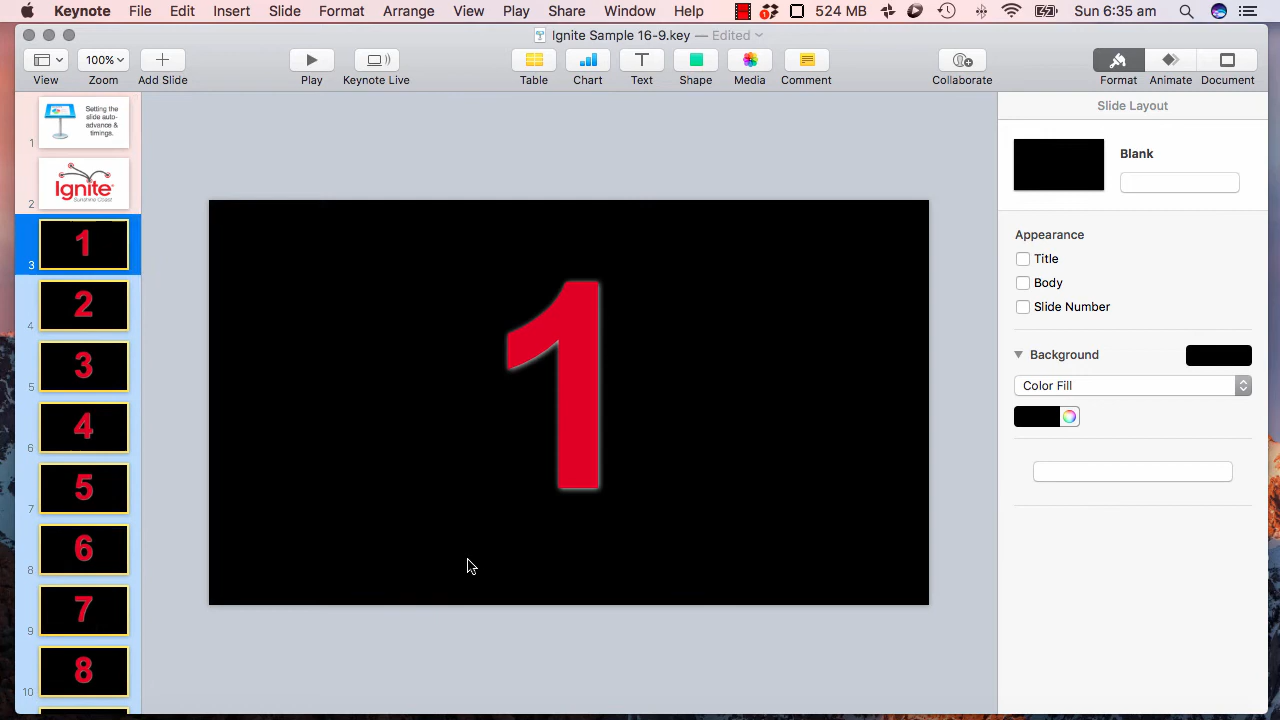 Keynote File Edit Insert Slide Format Arrange View Play Share Window Help 1 524 MB Sun 6:35 am
Ignite Sample 16-9.key — Edited
100%
View Zoom Add Slide Play Keynote Live Table Chart Text Shape Media Comment Collaborate Format Animate Document
Setting the
slide auto-
advance &
timings.
1
Ignite
Sunshine Coast
2
1
3
2
4
3
5
4
6
5
7
6
8
7
9
8
10
1
Slide Layout
Blank
Appearance
Title
Body
Slide Number
Background
Color Fill